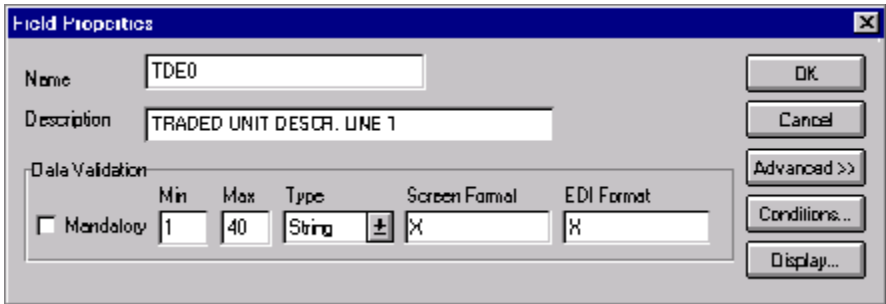 Field Properties
Name TDE0 OK
Description TRADED UNIT DESCR. LINE 1 Cancel
Data Validation Advanced >>
Min Max Type Screen Format EDI Format
Mandatory 1 40 String X X Conditions...
Display...